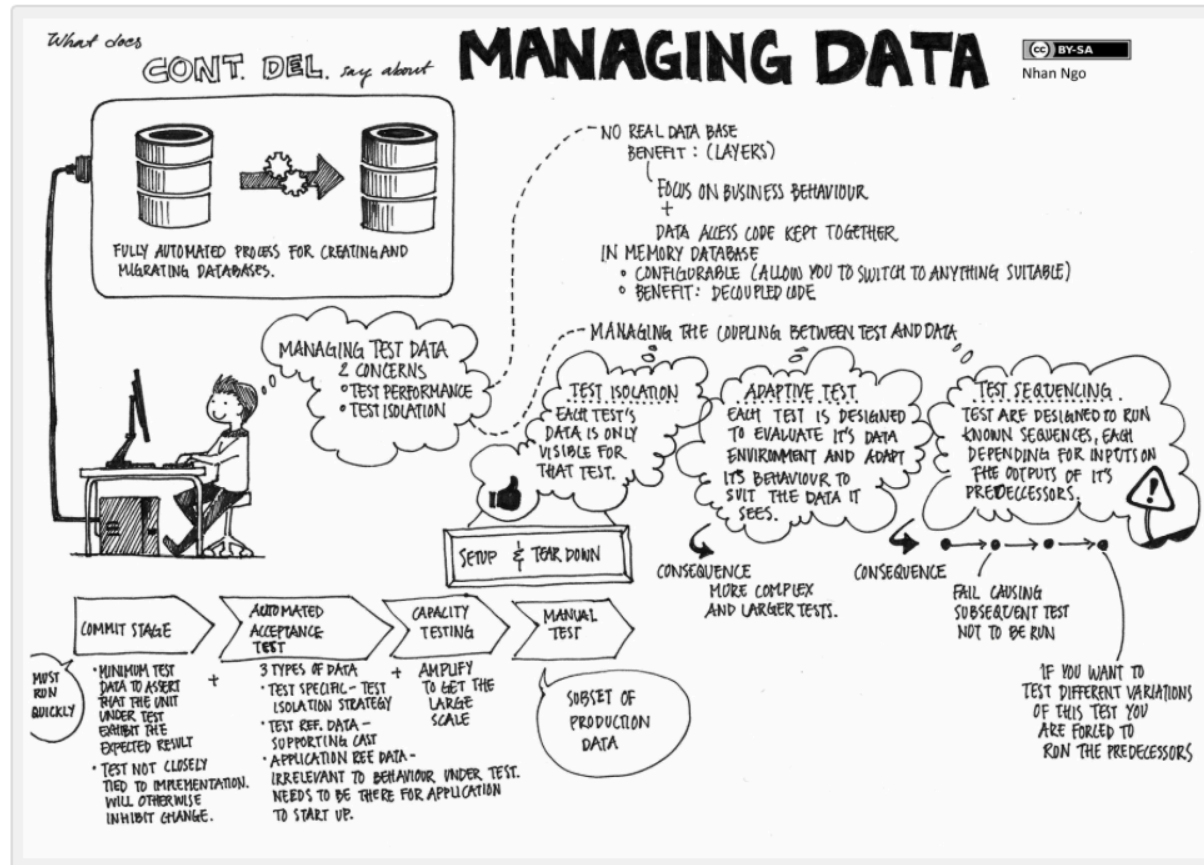 What does
CONT. DEL. say about
MANAGING DATA
cc BY-SA
Nhan Ngo
FULLY AUTOMATED PROCESS FOR CREATING AND
MIGRATING DATABASES.
MANAGING TEST DATA
2 CONCERNS
TEST PERFORMANCE
TEST ISOLATION
NO REAL DATA BASE
BENEFIT: (LAYERS)
FOCUS ON BUSINESS BEHAVIOUR
+
DATA ACCESS CODE KEPT TOGETHER
IN MEMORY DATABASE
CONFIGURABLE (ALLOW YOU TO SWITCH TO ANYTHING SUITABLE)
BENEFIT: DECOUPLED CODE
MANAGING THE COUPLING BETWEEN TEST AND DATA
TEST ISOLATION
EACH TEST'S
DATA IS ONLY
VISIBLE FOR
THAT TEST.
SETUP & TEAR DOWN
ADAPTIVE TEST
EACH TEST IS DESIGNED
TO EVALUATE IT'S DATA
ENVIRONMENT AND ADAPT
IT'S BEHAVIOUR TO
SUIT THE DATA IT
SEES.
CONSEQUENCE
MORE COMPLEX
AND LARGER TESTS.
TEST SEQUENCING.
TEST ARE DESIGNED TO RUN
KNOWN SEQUENCES, EACH
DEPENDING FOR INPUTS ON
THE OUTPUTS OF IT'S
PREDECESSORS.
!
CONSEQUENCE
FAIL CAUSING
SUBSEQUENT TEST
NOT TO BE RUN
IF YOU WANT TO
TEST DIFFERENT VARIATIONS
OF THIS TEST YOU
ARE FORCED TO
RUN THE PREDECESSORS
COMMIT STAGE
MUST
RUN
QUICKLY
• MINIMUM TEST
DATA TO ASSERT
THAT THE UNIT
UNDER TEST
EXHIBIT THE
EXPECTED RESULT
• TEST NOT CLOSELY
TIED TO IMPLEMENTATION.
WILL OTHERWISE
INHIBIT CHANGE.
+
AUTOMATED
ACCEPTANCE
TEST
3 TYPES OF DATA
• TEST SPECIFIC - TEST
ISOLATION STRATEGY
• TEST REF. DATA -
SUPPORTING CAST
• APPLICATION REF DATA -
IRRELEVANT TO BEHAVIOUR UNDER TEST.
NEEDS TO BE THERE FOR APPLICATION
TO START UP.
+
CAPACITY
TESTING
AMPLIFY
TO GET THE
LARGE
SCALE
MANUAL
TEST
SUBSET OF
PRODUCTION
DATA